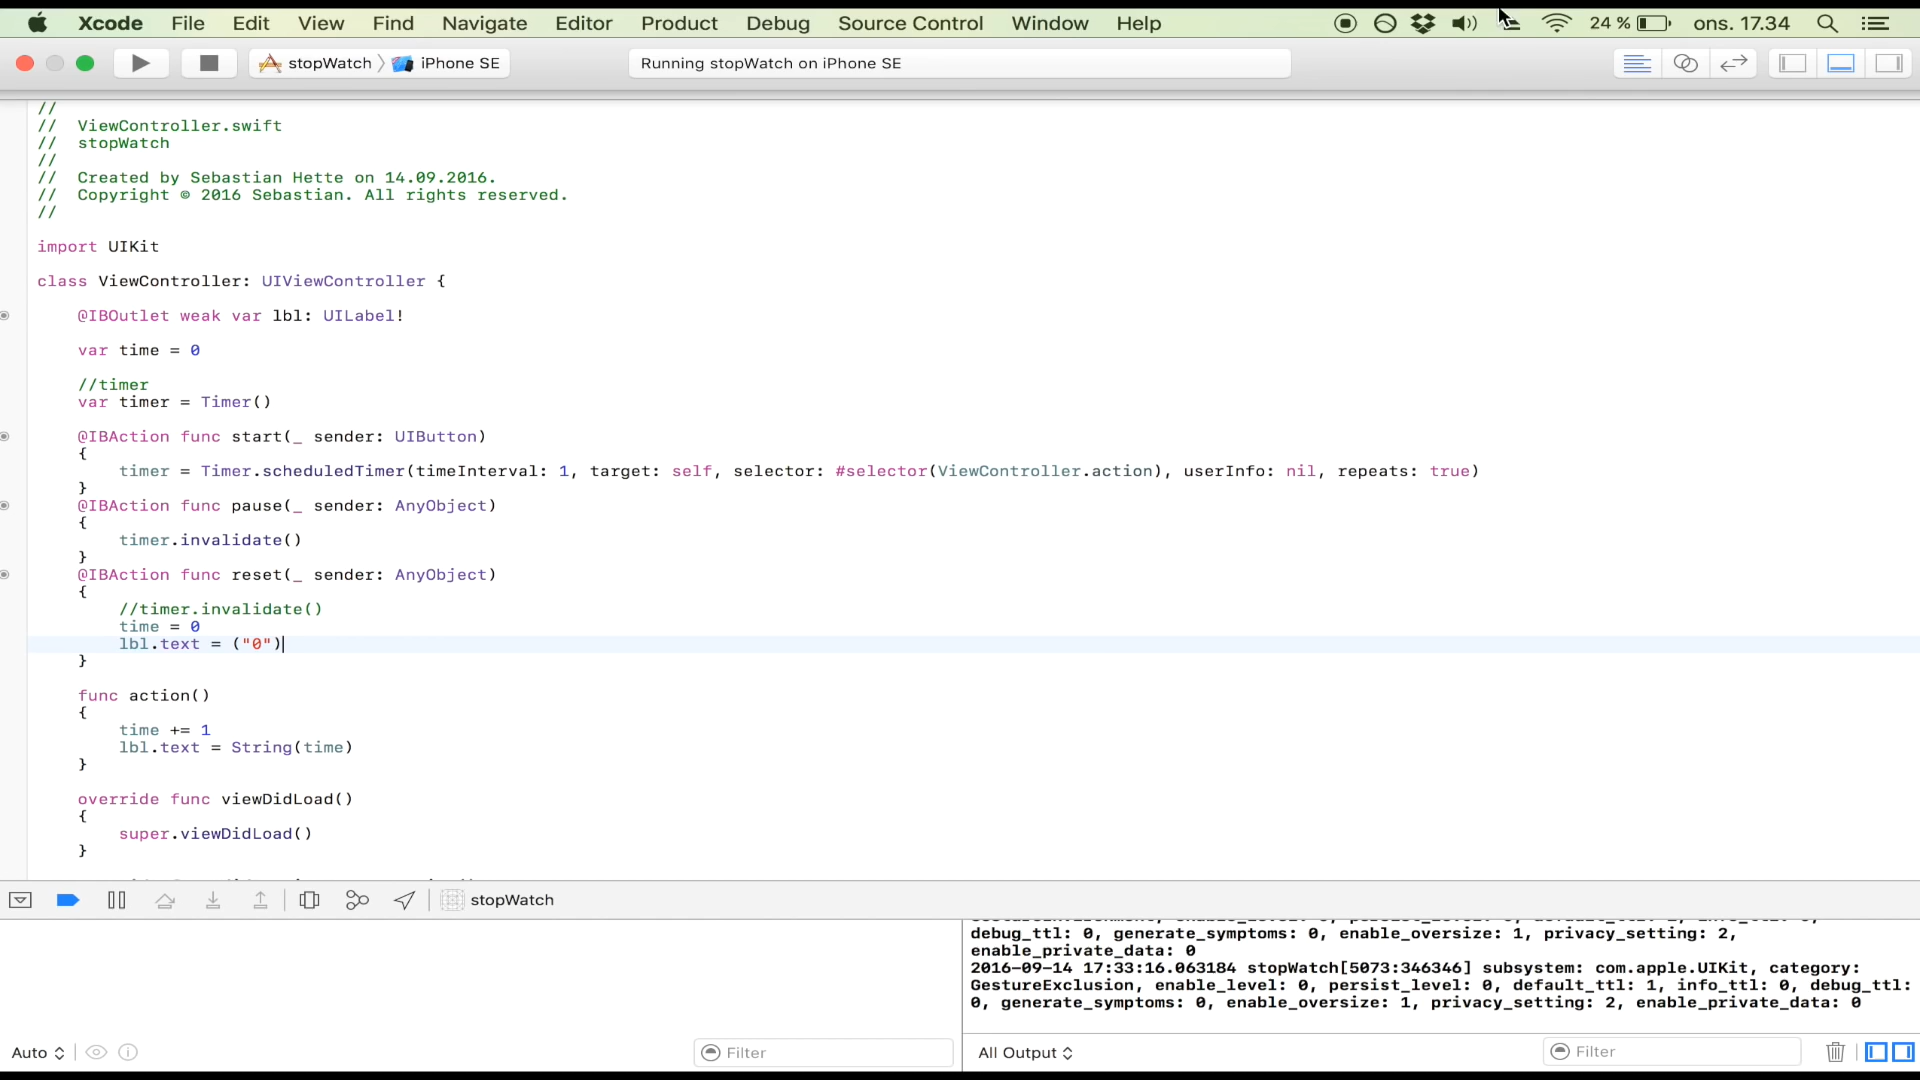 Xcode File Edit View Find Navigate Editor Product Debug Source Control Window Help 24 % ons. 17.34
stopWatch iPhone SE Running stopWatch on iPhone SE
//
// ViewController.swift
// stopWatch
//
// Created by Sebastian Hette on 14.09.2016.
// Copyright © 2016 Sebastian. All rights reserved.
//
import UIKit
class ViewController: UIViewController {
@IBOutlet weak var lbl: UILabel!
var time = 0
//timer
var timer = Timer()
@IBAction func start(_ sender: UIButton)
{
timer = Timer.scheduledTimer(timeInterval: 1, target: self, selector: #selector(ViewController.action), userInfo: nil, repeats: true)
}
@IBAction func pause(_ sender: AnyObject)
{
timer.invalidate()
}
@IBAction func reset(_ sender: AnyObject)
{
//timer.invalidate()
time = 0
lbl.text = ("0")
}
func action()
{
time += 1
lbl.text = String(time)
}
override func viewDidLoad()
{
super.viewDidLoad()
}
stopWatch
debug_ttl: 0, generate_symptoms: 0, enable_oversize: 1, privacy_setting: 2,
enable_private_data: 0
2016-09-14 17:33:16.063184 stopWatch[5073:346346] subsystem: com.apple.UIKit, category:
GestureExclusion, enable_level: 0, persist_level: 0, default_ttl: 1, info_ttl: 0, debug_ttl:
0, generate_symptoms: 0, enable_oversize: 1, privacy_setting: 2, enable_private_data: 0
Auto Filter All Output Filter